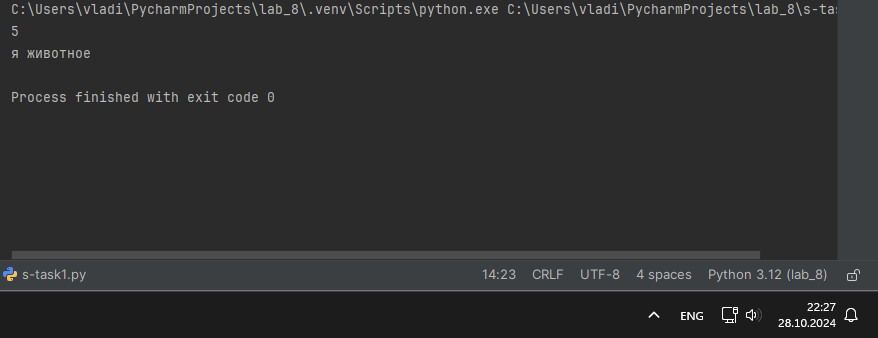 C:\Users\vladi\PycharmProjects\lab_8\.venv\Scripts\python.exe C:\Users\vladi\PycharmProjects\lab_8\s-ta
5
я животное
Process finished with exit code 0
s-task1.py 14:23 CRLF UTF-8 4 spaces Python 3.12 (lab_8)
ENG 22:27
28.10.2024